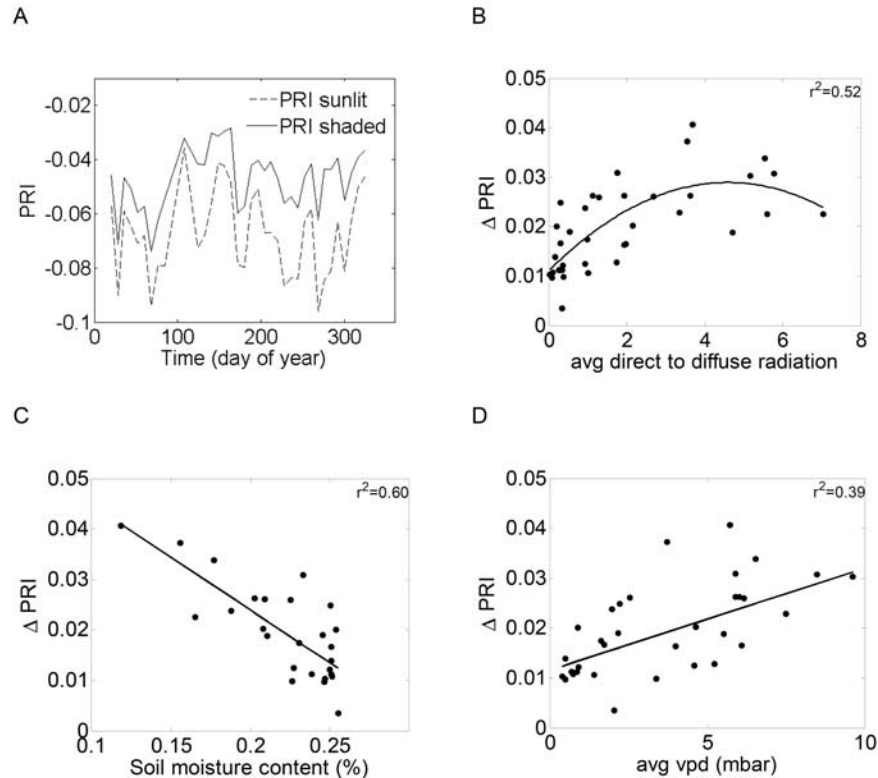 A
-0.02
-0.04
-0.06
-0.08
-0.1
PRI
PRI sunlit
PRI shaded
0
100
200
300
Time (day of year)
B
0.05
0.04
0.03
0.02
0.01
0
Δ PRI
r²=0.52
0
2
4
6
8
avg direct to diffuse radiation
C
0.05
0.04
0.03
0.02
0.01
0
Δ PRI
r²=0.60
0.1
0.15
0.2
0.25
Soil moisture content (%)
D
0.05
0.04
0.03
0.02
0.01
0
Δ PRI
r²=0.39
0
5
10
avg vpd (mbar)